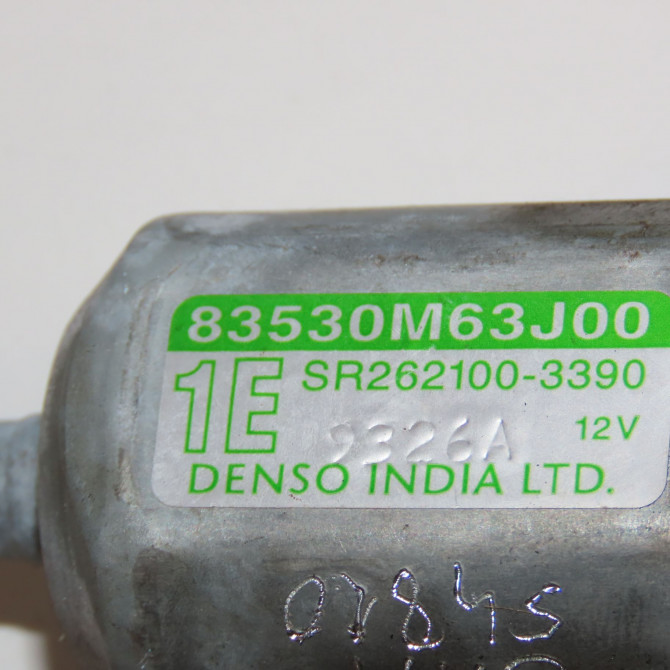 83530M63J00
1E SR262100-3390
9326A 12V
DENSO INDIA LTD.
07845